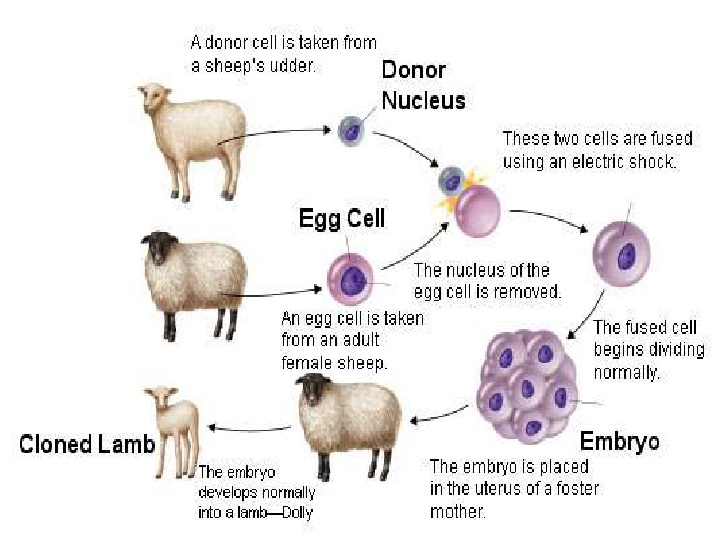 A donor cell is taken from
a sheep's udder.
Donor
Nucleus
These two cells are fused
using an electric shock.
Egg Cell
The nucleus of the
egg cell is removed.
An egg cell is taken
from an adult
female sheep.
The fused cell
begins dividing
normally.
Cloned Lamb
Embryo
The embryo
develops normally
into a lamb—Dolly
The embryo is placed
in the uterus of a foster
mother.